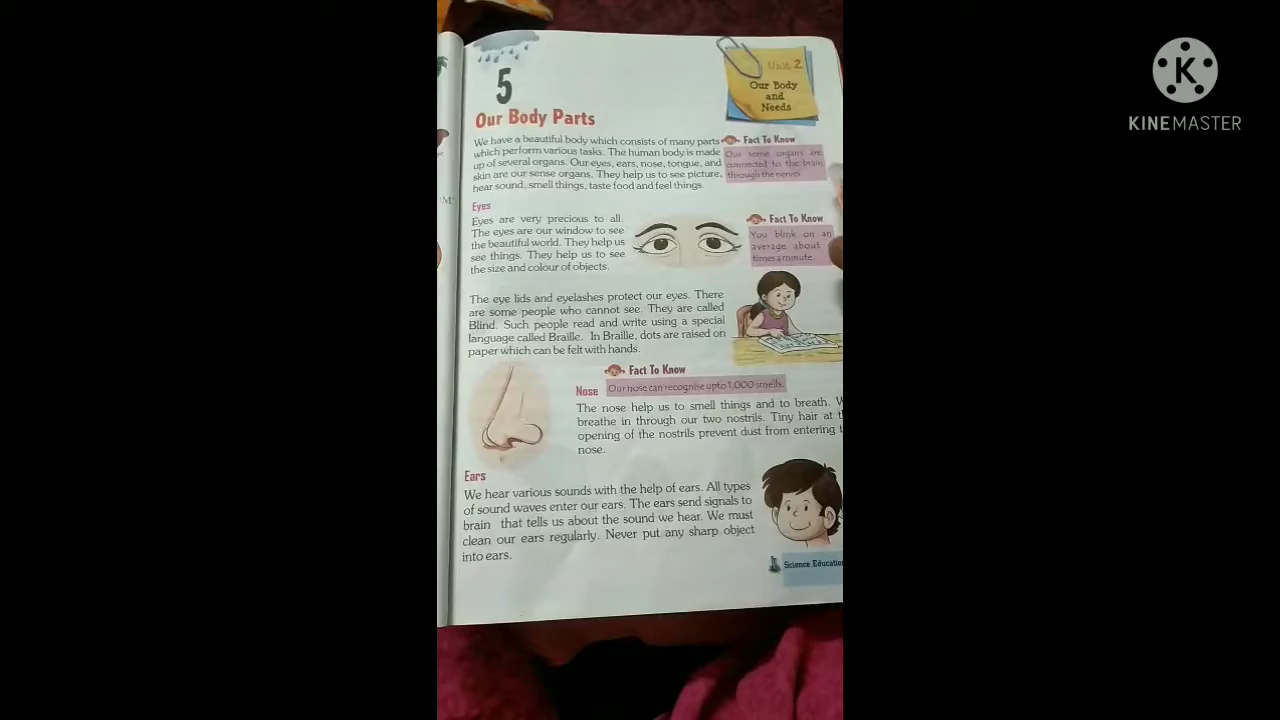 5
Our Body Parts
Unit 2
Our Body
and
Needs
We have a beautiful body which consists of many parts
which perform various tasks. The human body is made
up of several organs. Our eyes, ears, nose, tongue, and
skin are our sense organs. They help us to see picture,
hear sound, smell things, taste food and feel things.
Fact To Know
Our sense organs are
connected to the brain
through the nerves
Eyes
Eyes are very precious to all.
The eyes are our window to see
the beautiful world. They help us
see things. They help us to see
the size and colour of objects.
Fact To Know
You blink on an
average about
times a minute
The eye lids and eyelashes protect our eyes. There
are some people who cannot see. They are called
Blind. Such people read and write using a special
language called Braille. In Braille, dots are raised on
paper which can be felt with hands.
Fact To Know
Our nose can recognise upto 1,000 smells.
Nose
The nose help us to smell things and to breath.
breathe in through our two nostrils. Tiny hair at
opening of the nostrils prevent dust from entering
nose.
Ears
We hear various sounds with the help of ears. All types
of sound waves enter our ears. The ears send signals to
brain that tells us about the sound we hear. We must
clean our ears regularly. Never put any sharp object
into ears.
Science Education
'M'
K
KINEMASTER